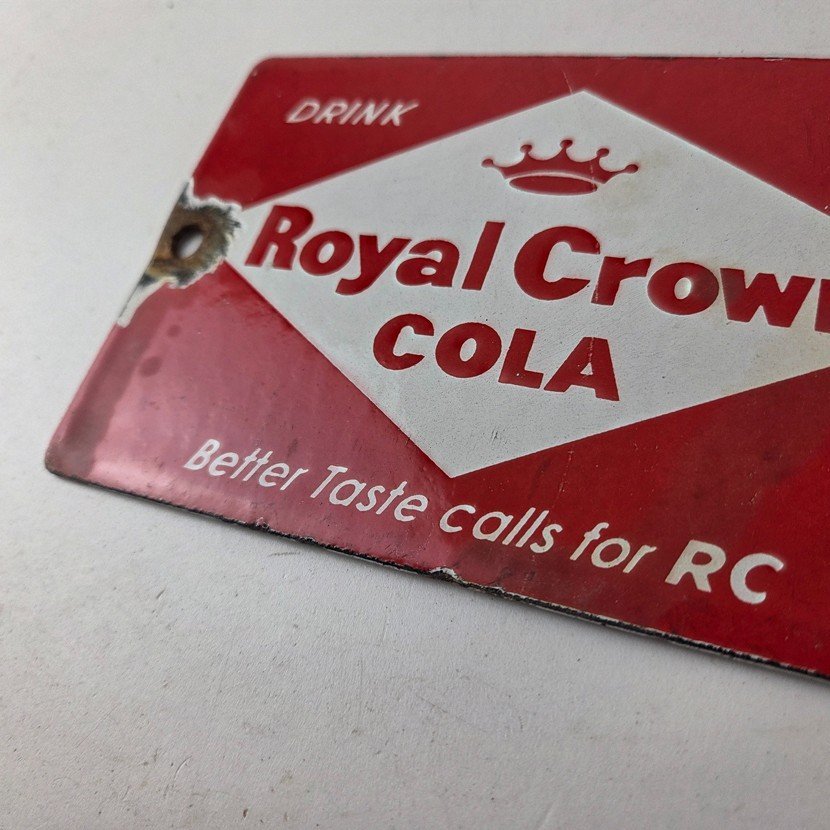 DRINK
Royal Crow
COLA
Better Taste calls for RC